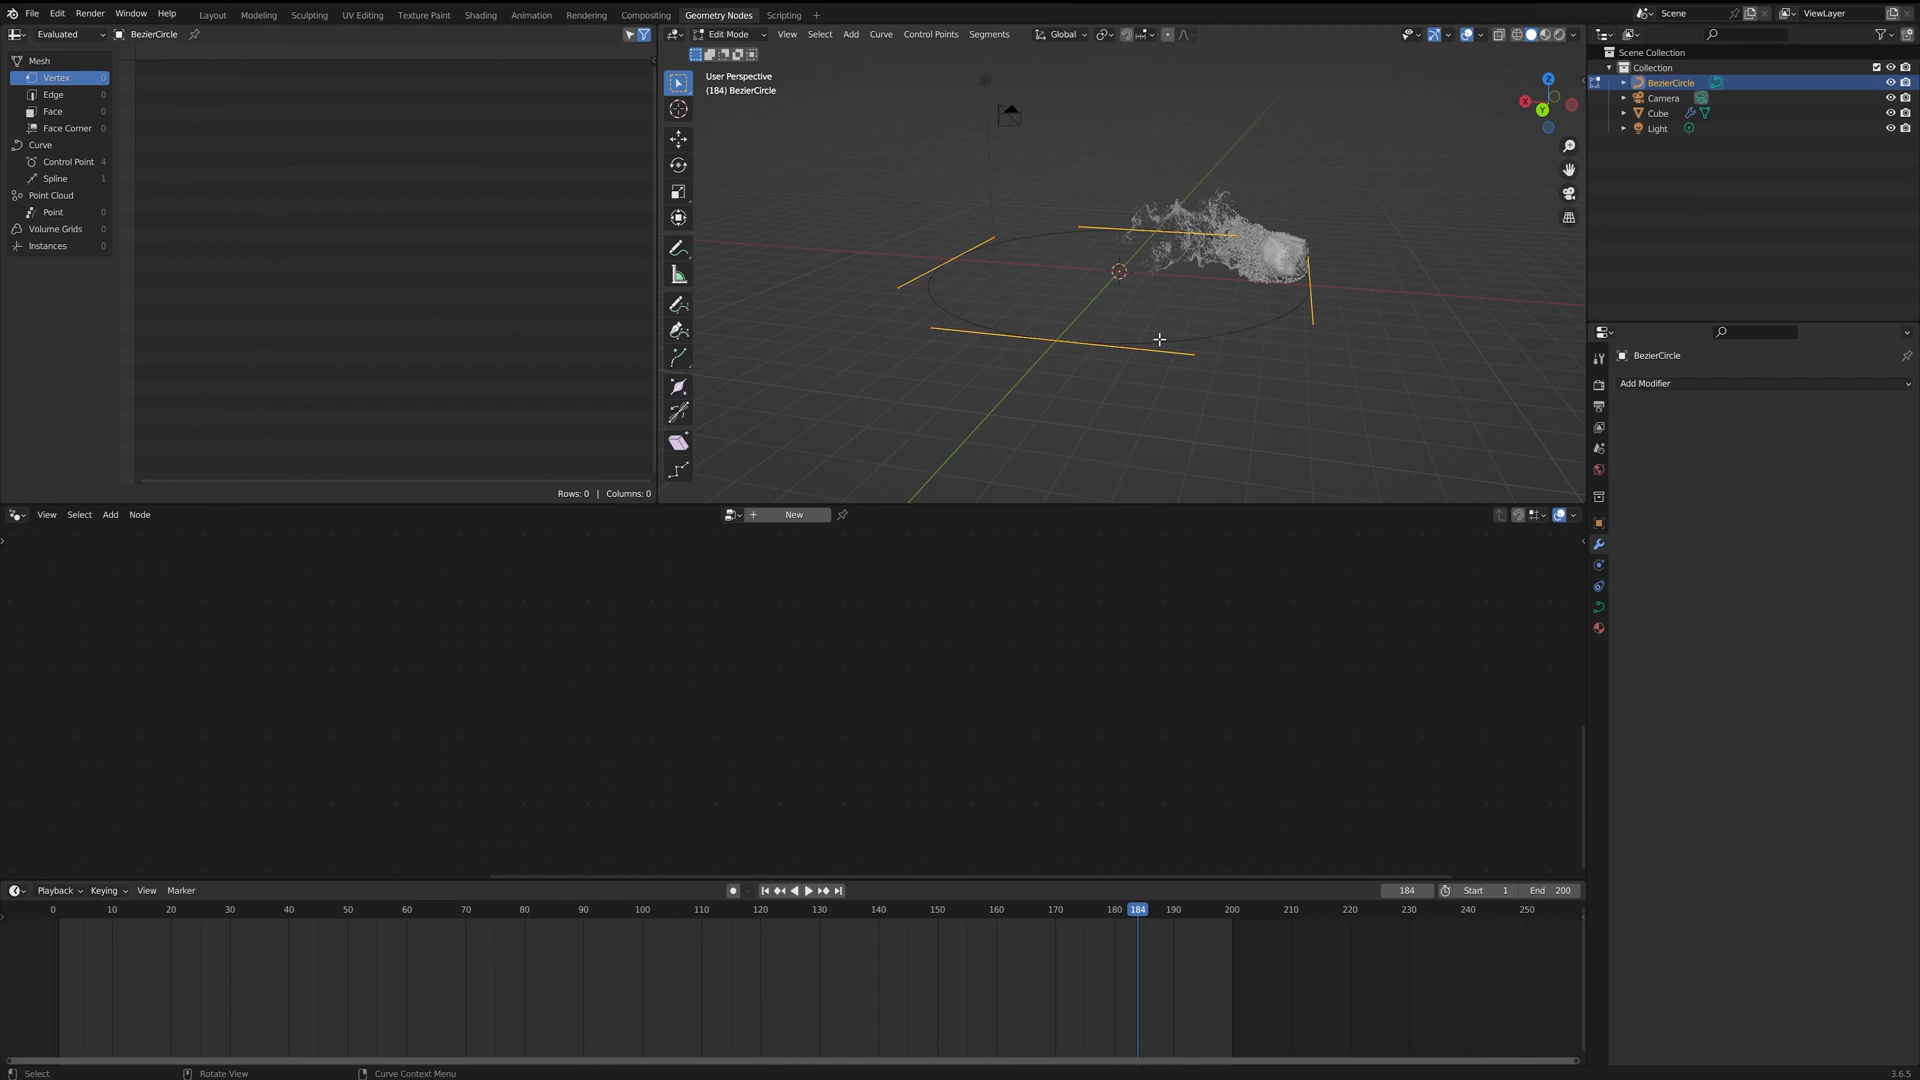 File Edit Render Window Help Layout Modeling Sculpting UV Editing Texture Paint Shading Animation Rendering Compositing Geometry Nodes Scripting + Scene ViewLayer
Evaluated BezierCircle
Mesh
Vertex 0
Edge 0
Face 0
Face Corner 0
Curve
Control Point 4
Spline 1
Point Cloud
Point 0
Volume Grids 0
Instances 0
Rows: 0 | Columns: 0
Edit Mode View Select Add Curve Control Points Segments Global
User Perspective
(184) BezierCircle
Z
X
Y
Scene Collection
Collection
BezierCircle
Camera
Cube
Light
BezierCircle
Add Modifier
View Select Add Node + New
Playback Keying View Marker 184 Start 1 End 200
0 10 20 30 40 50 60 70 80 90 100 110 120 130 140 150 160 170 180 184 190 200 210 220 230 240 250
Select Rotate View Curve Context Menu 3.6.5